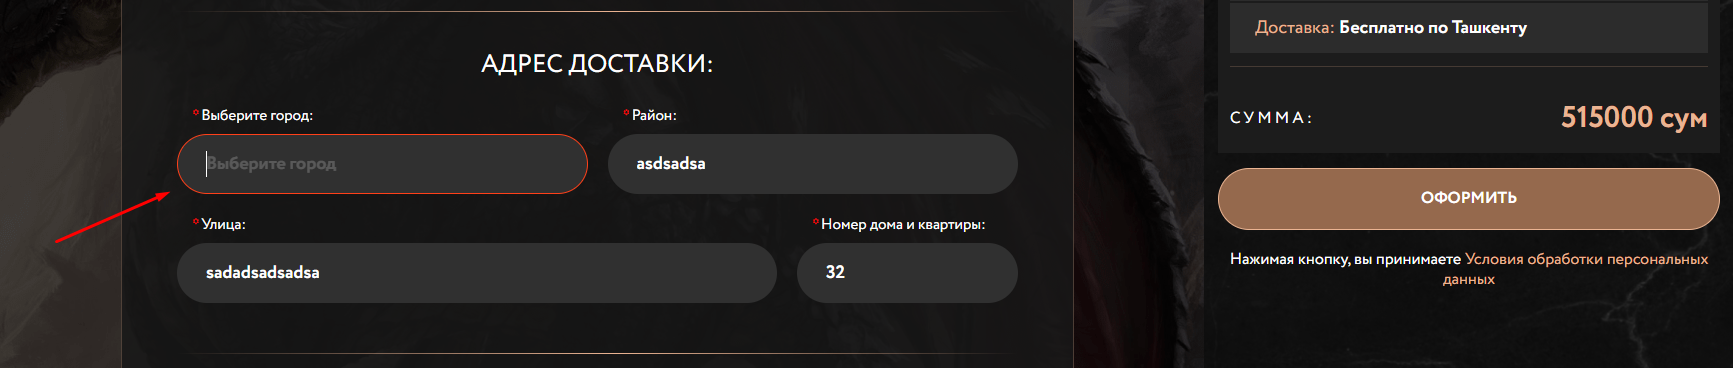 АДРЕС ДОСТАВКИ:
* Выберите город:
* Район:
Выберите город
asdsadsa
* Улица:
* Номер дома и квартиры:
sadadsadsadsa
32
Доставка: Бесплатно по Ташкенту
СУММА:
515000 сум
ОФОРМИТЬ
Нажимая кнопку, вы принимаете Условия обработки персональных
данных